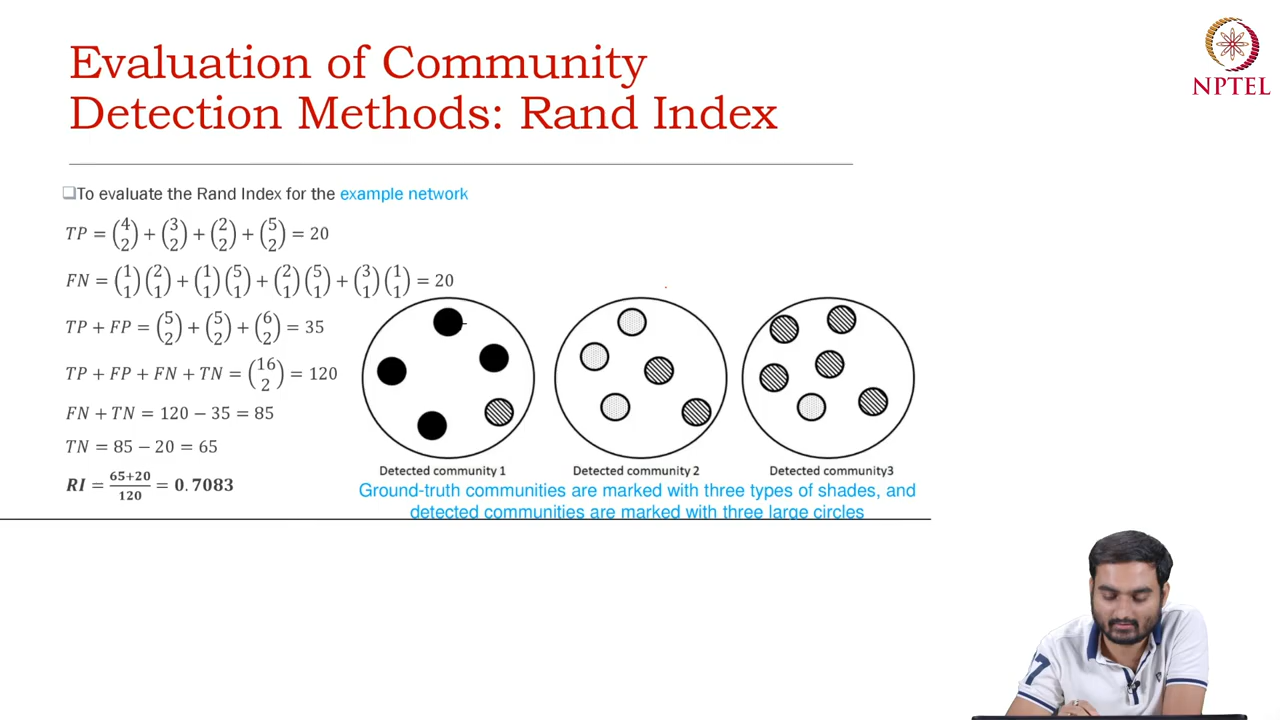 Evaluation of Community
Detection Methods: Rand Index
NPTEL
❑To evaluate the Rand Index for the example network
TP = (4 2) + (3 2) + (2 2) + (5 2) = 20
FN = (1 1)(2 1) + (1 1)(5 1) + (2 1)(5 1) + (3 1)(1 1) = 20
TP + FP = (5 2) + (5 2) + (6 2) = 35
TP + FP + FN + TN = (16 2) = 120
FN + TN = 120 − 35 = 85
TN = 85 − 20 = 65
RI = 65+20/120 = 0.7083
Detected community 1
Detected community 2
Detected community3
Ground-truth communities are marked with three types of shades, and
detected communities are marked with three large circles
7